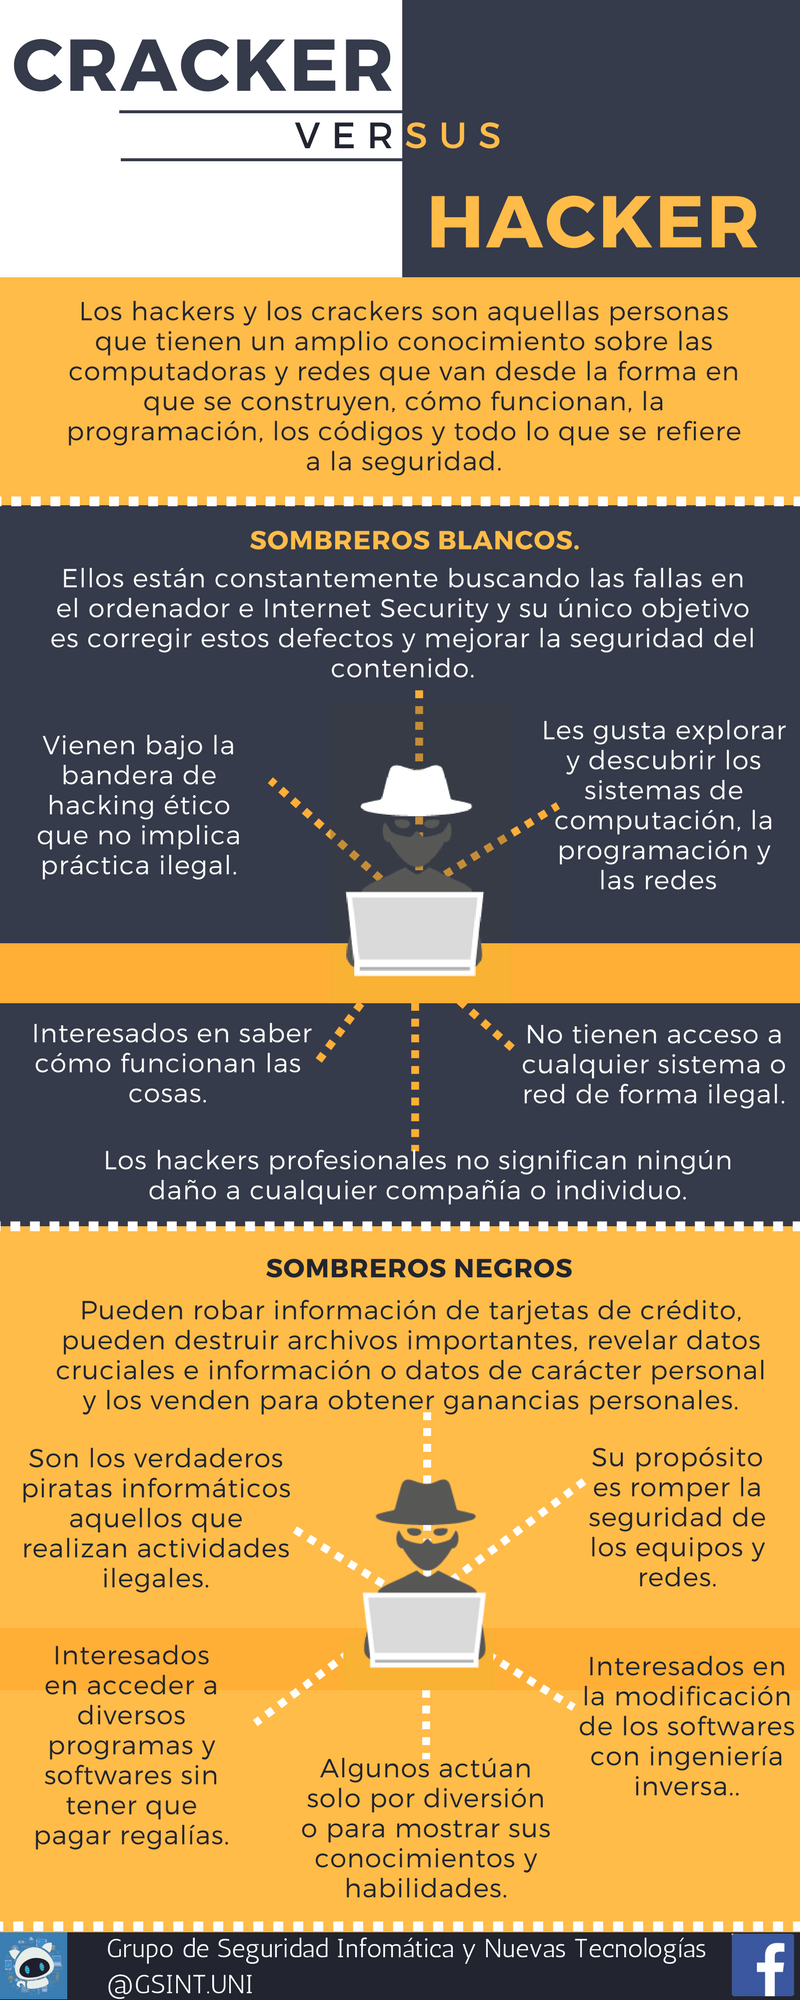 CRACKER
VERSUS
HACKER
Los hackers y los crackers son aquellas personas
que tienen un amplio conocimiento sobre las
computadoras y redes que van desde la forma en
que se construyen, cómo funcionan, la
programación, los códigos y todo lo que se refiere
a la seguridad.
SOMBREROS BLANCOS.
Ellos están constantemente buscando las fallas en
el ordenador e Internet Security y su único objetivo
es corregir estos defectos y mejorar la seguridad del
contenido.
Vienen bajo la
bandera de
hacking ético
que no implica
práctica ilegal.
Les gusta explorar
y descubrir los
sistemas de
computación, la
programación y
las redes
Interesados en saber
cómo funcionan las
cosas.
No tienen acceso a
cualquier sistema o
red de forma ilegal.
Los hackers profesionales no significan ningún
daño a cualquier compañía o individuo.
SOMBREROS NEGROS
Pueden robar información de tarjetas de crédito,
pueden destruir archivos importantes, revelar datos
cruciales e información o datos de carácter personal
y los venden para obtener ganancias personales.
Son los verdaderos
piratas informáticos
aquellos que
realizan actividades
ilegales.
Su propósito
es romper la
seguridad de
los equipos y
redes.
Interesados
en acceder a
diversos
programas y
softwares sin
tener que
pagar regalías.
Interesados en
la modificación
de los softwares
con ingeniería
inversa..
Algunos actúan
solo por diversión
o para mostrar sus
conocimientos y
habilidades.
Grupo de Seguridad Infomática y Nuevas Tecnologías
@GSINT.UNI